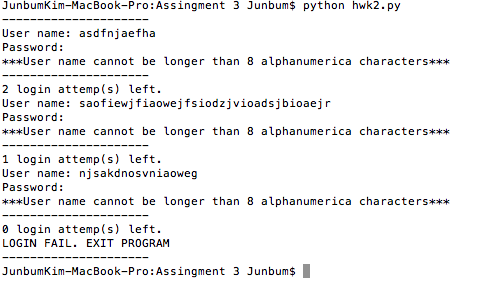 JunbumKim-MacBook-Pro:Assingment 3 Junbum$ python hwk2.py
---------------------
User name: asdfnjaefha
Password:
***User name cannot be longer than 8 alphanumerica characters***
---------------------
2 login attemp(s) left.
User name: saofiewjfiaowejfsiodzjvioadsjbioaejr
Password:
***User name cannot be longer than 8 alphanumerica characters***
---------------------
1 login attemp(s) left.
User name: njsakdnosvniaoweg
Password:
***User name cannot be longer than 8 alphanumerica characters***
---------------------
0 login attemp(s) left.
LOGIN FAIL. EXIT PROGRAM
---------------------
JunbumKim-MacBook-Pro:Assingment 3 Junbum$